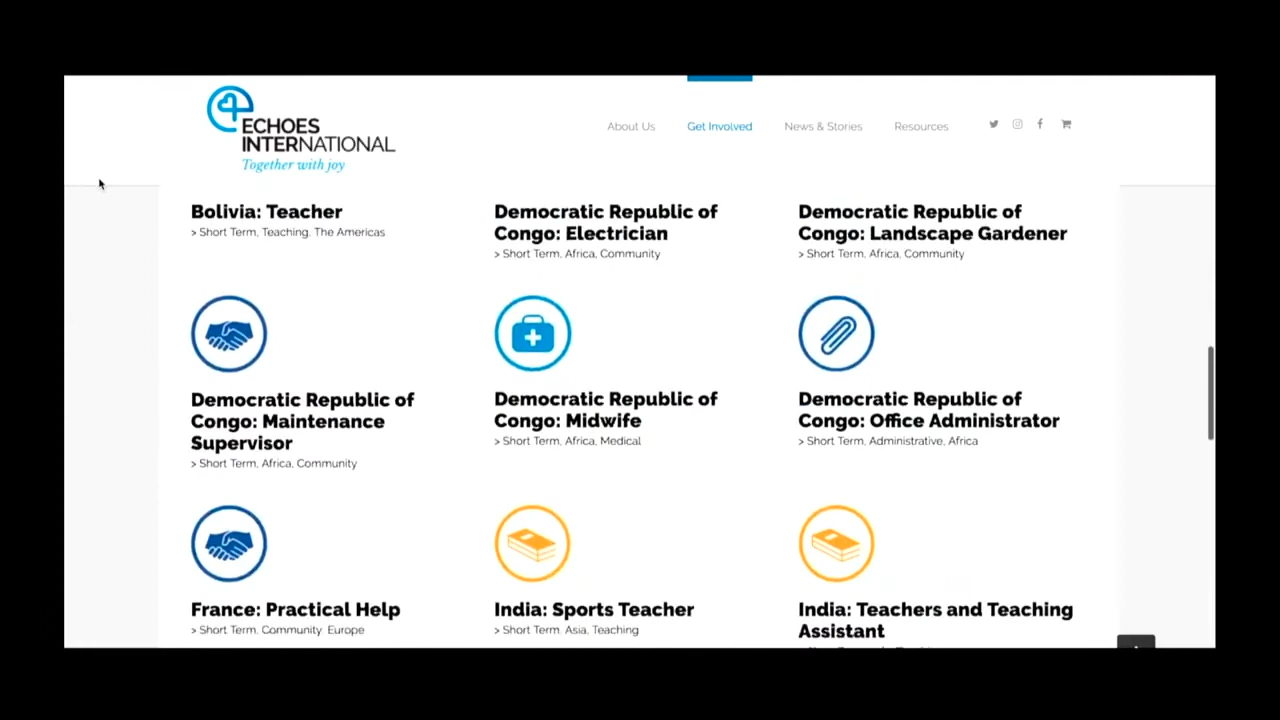 ECHOES
INTERNATIONAL
Together with joy
About Us
Get Involved
News & Stories
Resources
Bolivia: Teacher
> Short Term, Teaching, The Americas
Democratic Republic of
Congo: Electrician
> Short Term, Africa, Community
Democratic Republic of
Congo: Landscape Gardener
> Short Term, Africa, Community
Democratic Republic of
Congo: Maintenance
Supervisor
> Short Term, Africa, Community
Democratic Republic of
Congo: Midwife
> Short Term, Africa, Medical
Democratic Republic of
Congo: Office Administrator
> Short Term, Administrative, Africa
France: Practical Help
> Short Term, Community, Europe
India: Sports Teacher
> Short Term, Asia, Teaching
India: Teachers and Teaching
Assistant